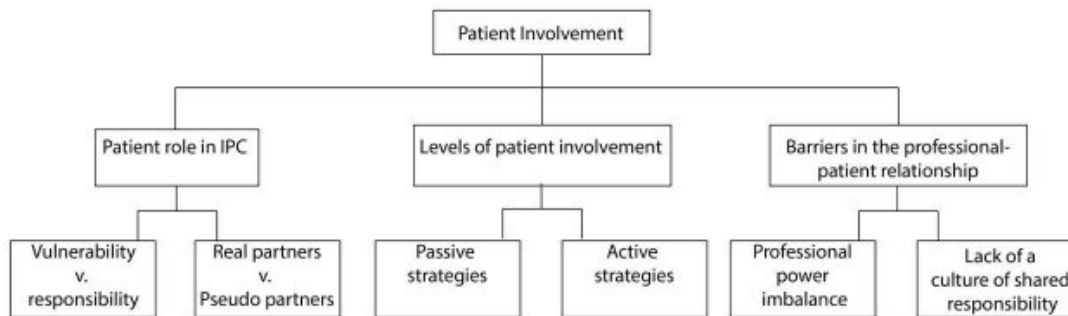 Patient Involvement
Patient role in IPC
Levels of patient involvement
Barriers in the professional-
patient relationship
Vulnerability
v.
responsibility
Real partners
v.
Pseudo partners
Passive
strategies
Active
strategies
Professional
power
imbalance
Lack of a
culture of shared
responsibility